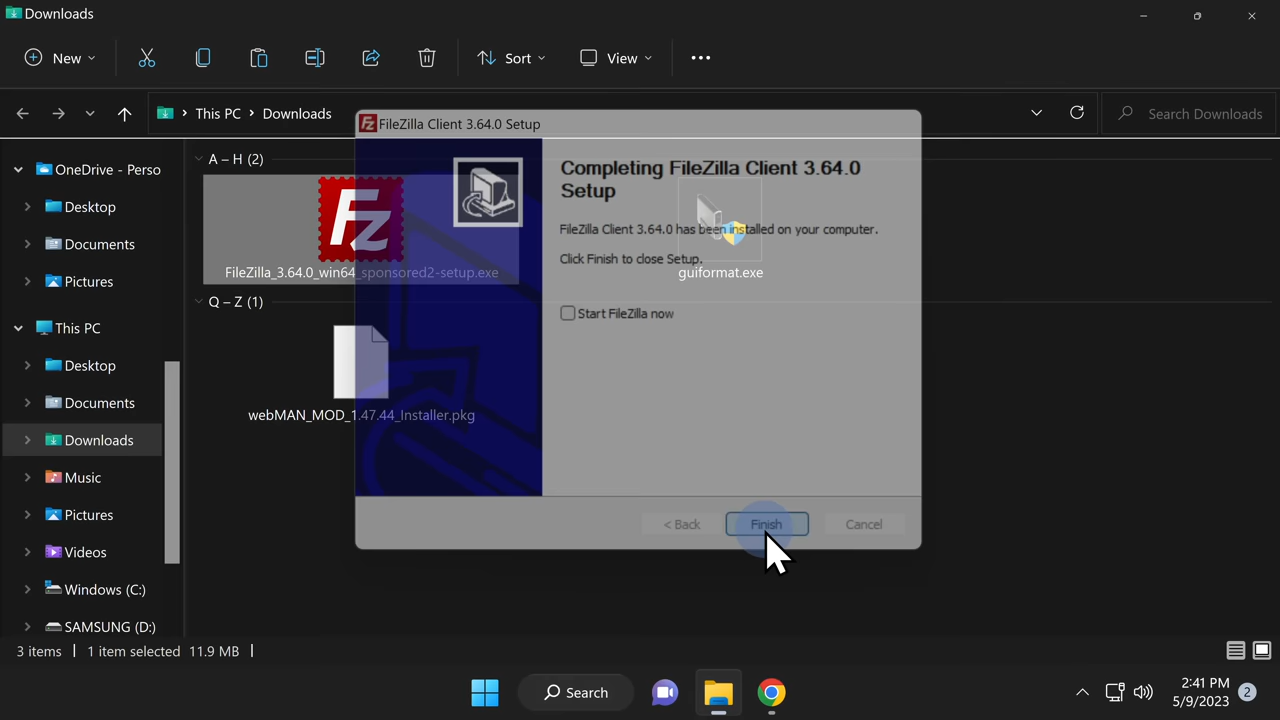 Downloads
New
Sort
View
This PC
Downloads
Search Downloads
OneDrive - Perso
Desktop
Documents
Pictures
This PC
Desktop
Documents
Downloads
Music
Pictures
Videos
Windows (C:)
SAMSUNG (D:)
A – H (2)
Fz
FileZilla_3.64.0_win64_sponsored2-setup.exe
guiformat.exe
Q – Z (1)
webMAN_MOD_1.47.44_Installer.pkg
Fz
FileZilla Client 3.64.0 Setup
Completing FileZilla Client 3.64.0
Setup
FileZilla Client 3.64.0 has been installed on your computer.
Click Finish to close Setup.
Start FileZilla now
< Back
Finish
Cancel
3 items
1 item selected 11.9 MB
Search
2:41 PM
5/9/2023
2